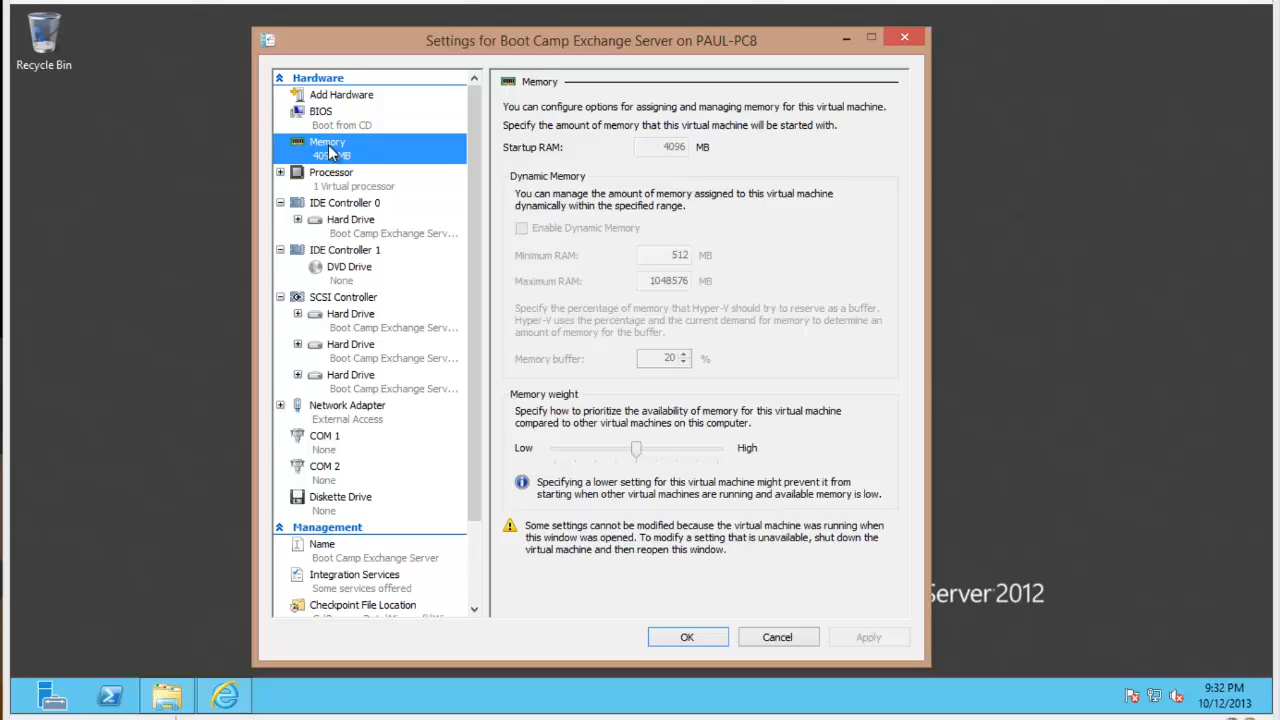 Recycle Bin
Settings for Boot Camp Exchange Server on PAUL-PC8
Hardware
Add Hardware
BIOS
Boot from CD
Memory
MB
Processor
1 Virtual processor
IDE Controller 0
Hard Drive
Boot Camp Exchange Serv...
IDE Controller 1
DVD Drive
None
SCSI Controller
Hard Drive
Boot Camp Exchange Serv...
Hard Drive
Boot Camp Exchange Serv...
Hard Drive
Boot Camp Exchange Serv...
Network Adapter
External Access
COM 1
None
COM 2
None
Diskette Drive
None
Management
Name
Boot Camp Exchange Server
Integration Services
Some services offered
Checkpoint File Location
Memory
You can configure options for assigning and managing memory for this virtual machine.
Specify the amount of memory that this virtual machine will be started with.
Startup RAM: 4096 MB
Dynamic Memory
You can manage the amount of memory assigned to this virtual machine
dynamically within the specified range.
Enable Dynamic Memory
Minimum RAM: 512 MB
Maximum RAM: 1048576 MB
Specify the percentage of memory that Hyper-V should try to reserve as a buffer.
Hyper-V uses the percentage and the current demand for memory to determine an
amount of memory for the buffer.
Memory buffer: 20 %
Memory weight
Specify how to prioritize the availability of memory for this virtual machine
compared to other virtual machines on this computer.
Low High
Specifying a lower setting for this virtual machine might prevent it from
starting when other virtual machines are running and available memory is low.
Some settings cannot be modified because the virtual machine was running when
this window was opened. To modify a setting that is unavailable, shut down the
virtual machine and then reopen this window.
OK Cancel Apply
Server 2012
9:32 PM
10/12/2013